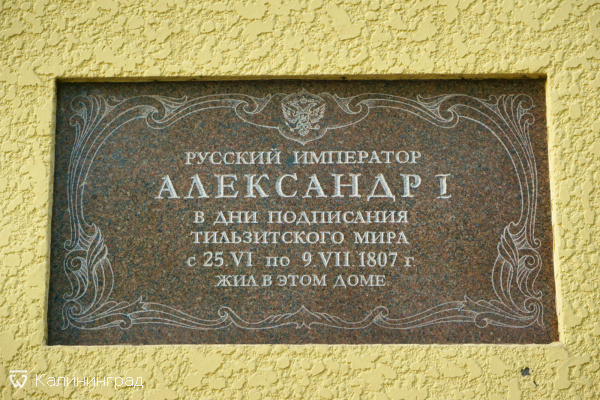 РУССКИЙ ИМПЕРАТОР
АЛЕКСАНДР I
В ДНИ ПОДПИСАНИЯ
ТИЛЬЗИТСКОГО МИРА
с 25 VI по 9 VII 1807 г
ЖИЛ В ЭТОМ ДОМЕ
Калининград